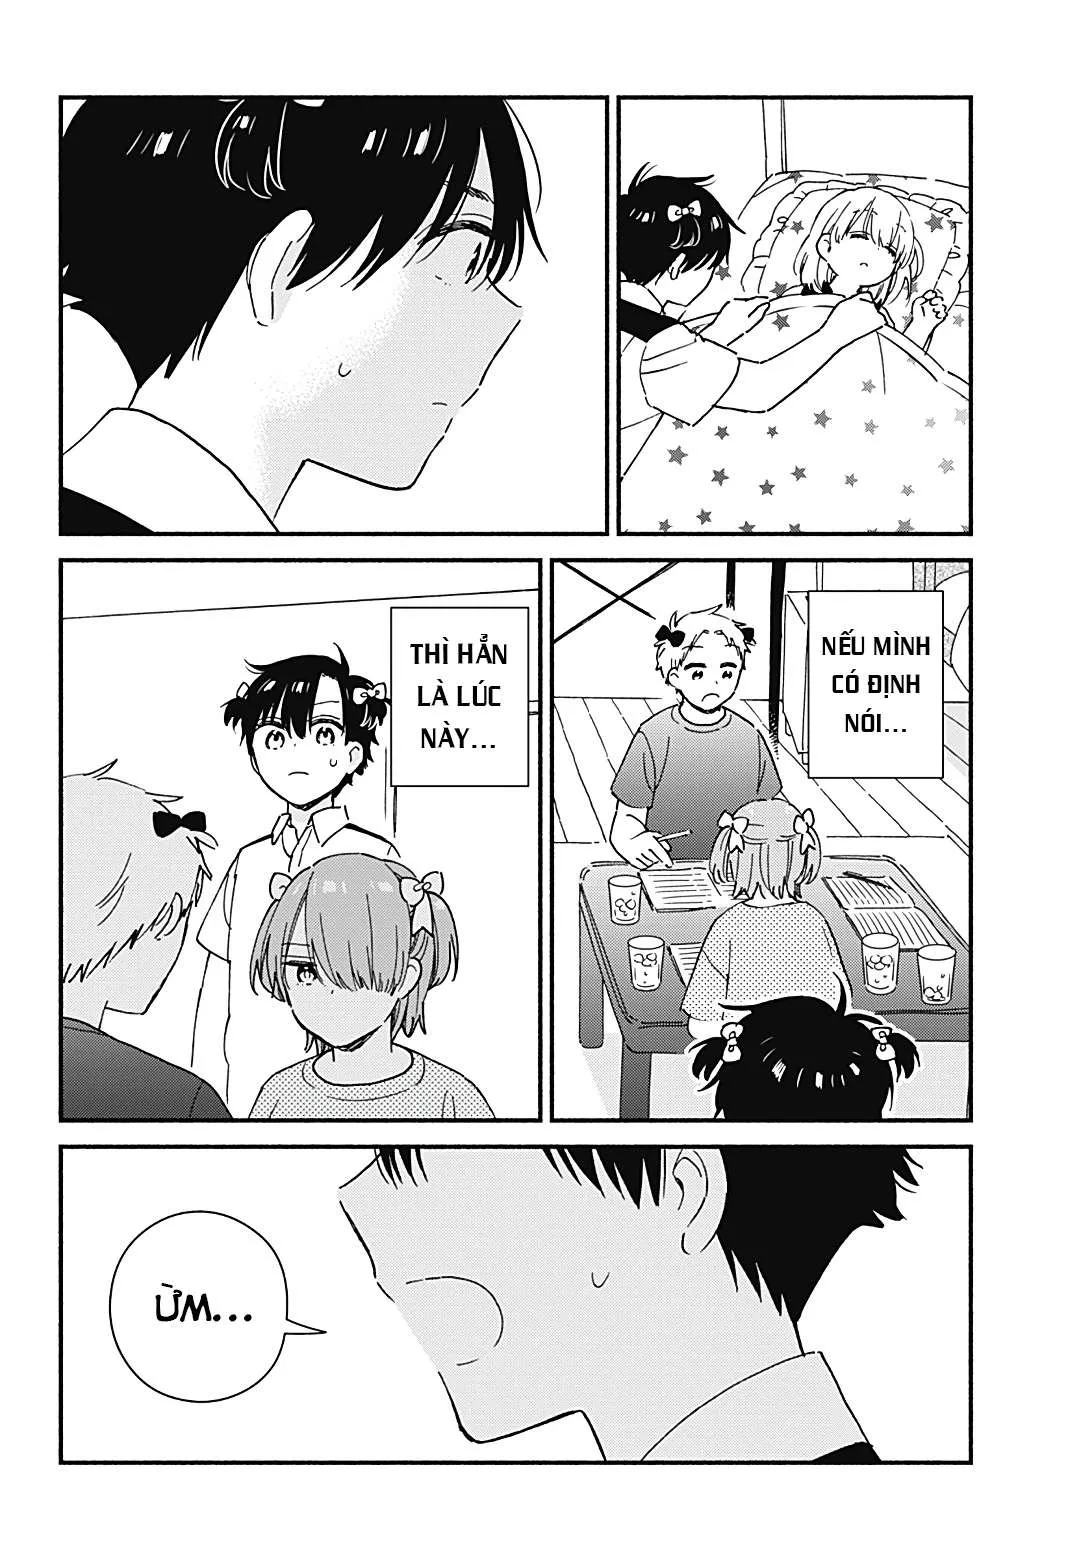 NẾU MÌNH
CÓ ĐỊNH
NÓI...
THÌ HẲN
LÀ LÚC
NÀY...
ỪM...